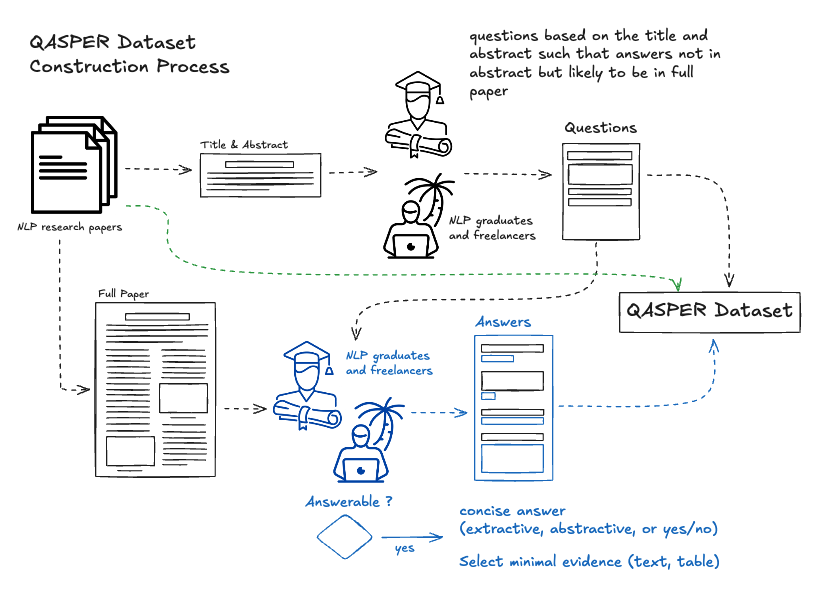 QASPER Dataset
Construction Process
questions based on the title and
abstract such that answers not in
abstract but likely to be in full
paper
Title & Abstract
Questions
NLP research papers
NLP graduates
and freelancers
Full Paper
QASPER Dataset
Answers
NLP graduates
and freelancers
Answerable ?
yes
concise answer
(extractive, abstractive, or yes/no)
Select minimal evidence (text, table)